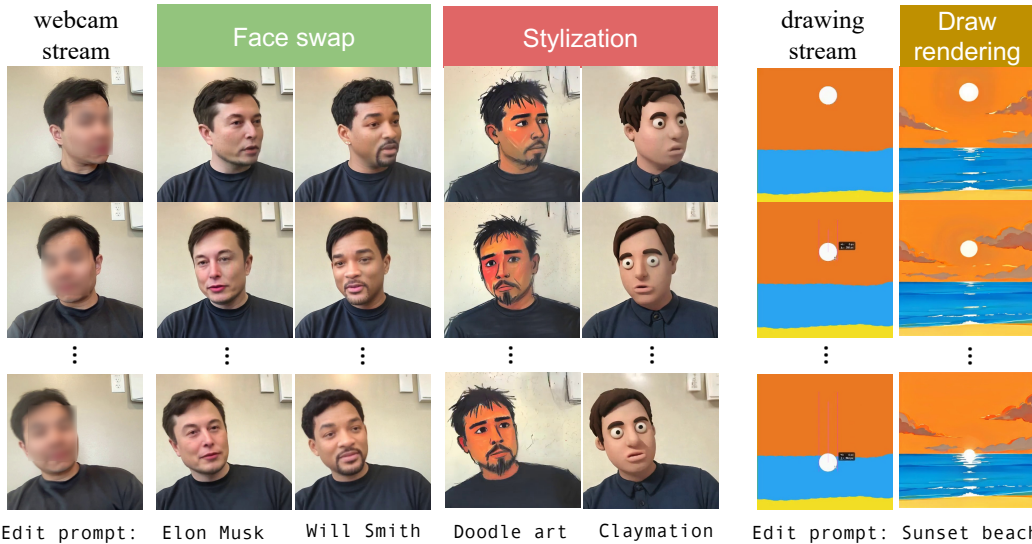 webcam
stream
Face swap
Stylization
drawing
stream
Draw
rendering
Edit prompt:
Elon Musk
Will Smith
Doodle art
Claymation
Edit prompt:
Sunset beach